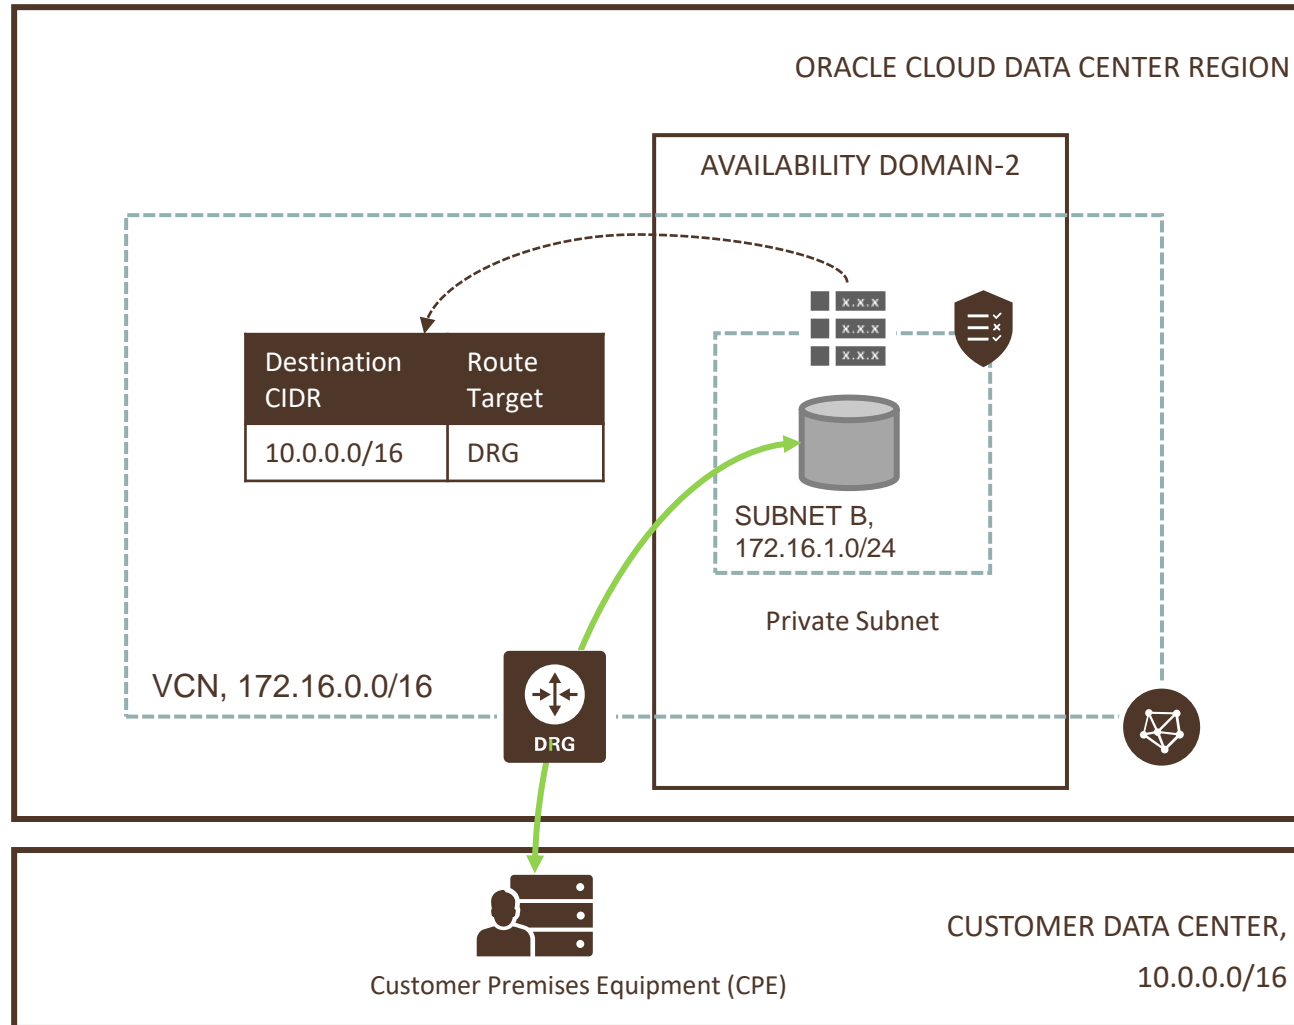 ORACLE CLOUD DATA CENTER REGION
AVAILABILITY DOMAIN-2
x.x.x
x.x.x
x.x.x
Destination CIDR
Route Target
10.0.0.0/16
DRG
SUBNET B,
172.16.1.0/24
Private Subnet
VCN, 172.16.0.0/16
DRG
CUSTOMER DATA CENTER,
10.0.0.0/16
Customer Premises Equipment (CPE)